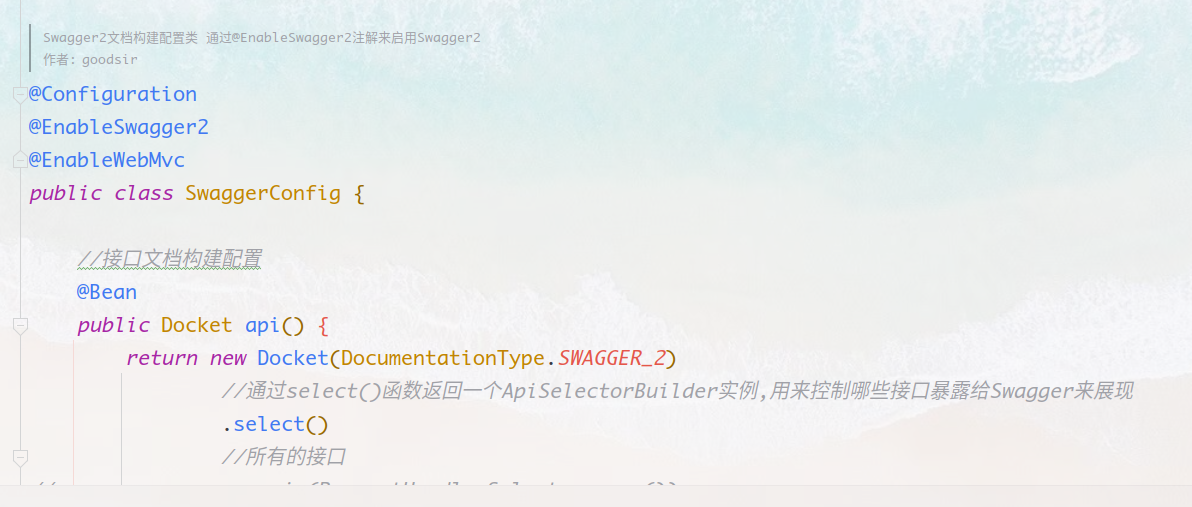 Swagger2文档构建配置类 通过@EnableSwagger2注解来启用Swagger2
作者: goodsir
@Configuration
@EnableSwagger2
@EnableWebMvc
public class SwaggerConfig {
//接口文档构建配置
@Bean
public Docket api() {
return new Docket(DocumentationType.SWAGGER_2)
//通过select()函数返回一个ApiSelectorBuilder实例,用来控制哪些接口暴露给Swagger来展现
.select()
//所有的接口